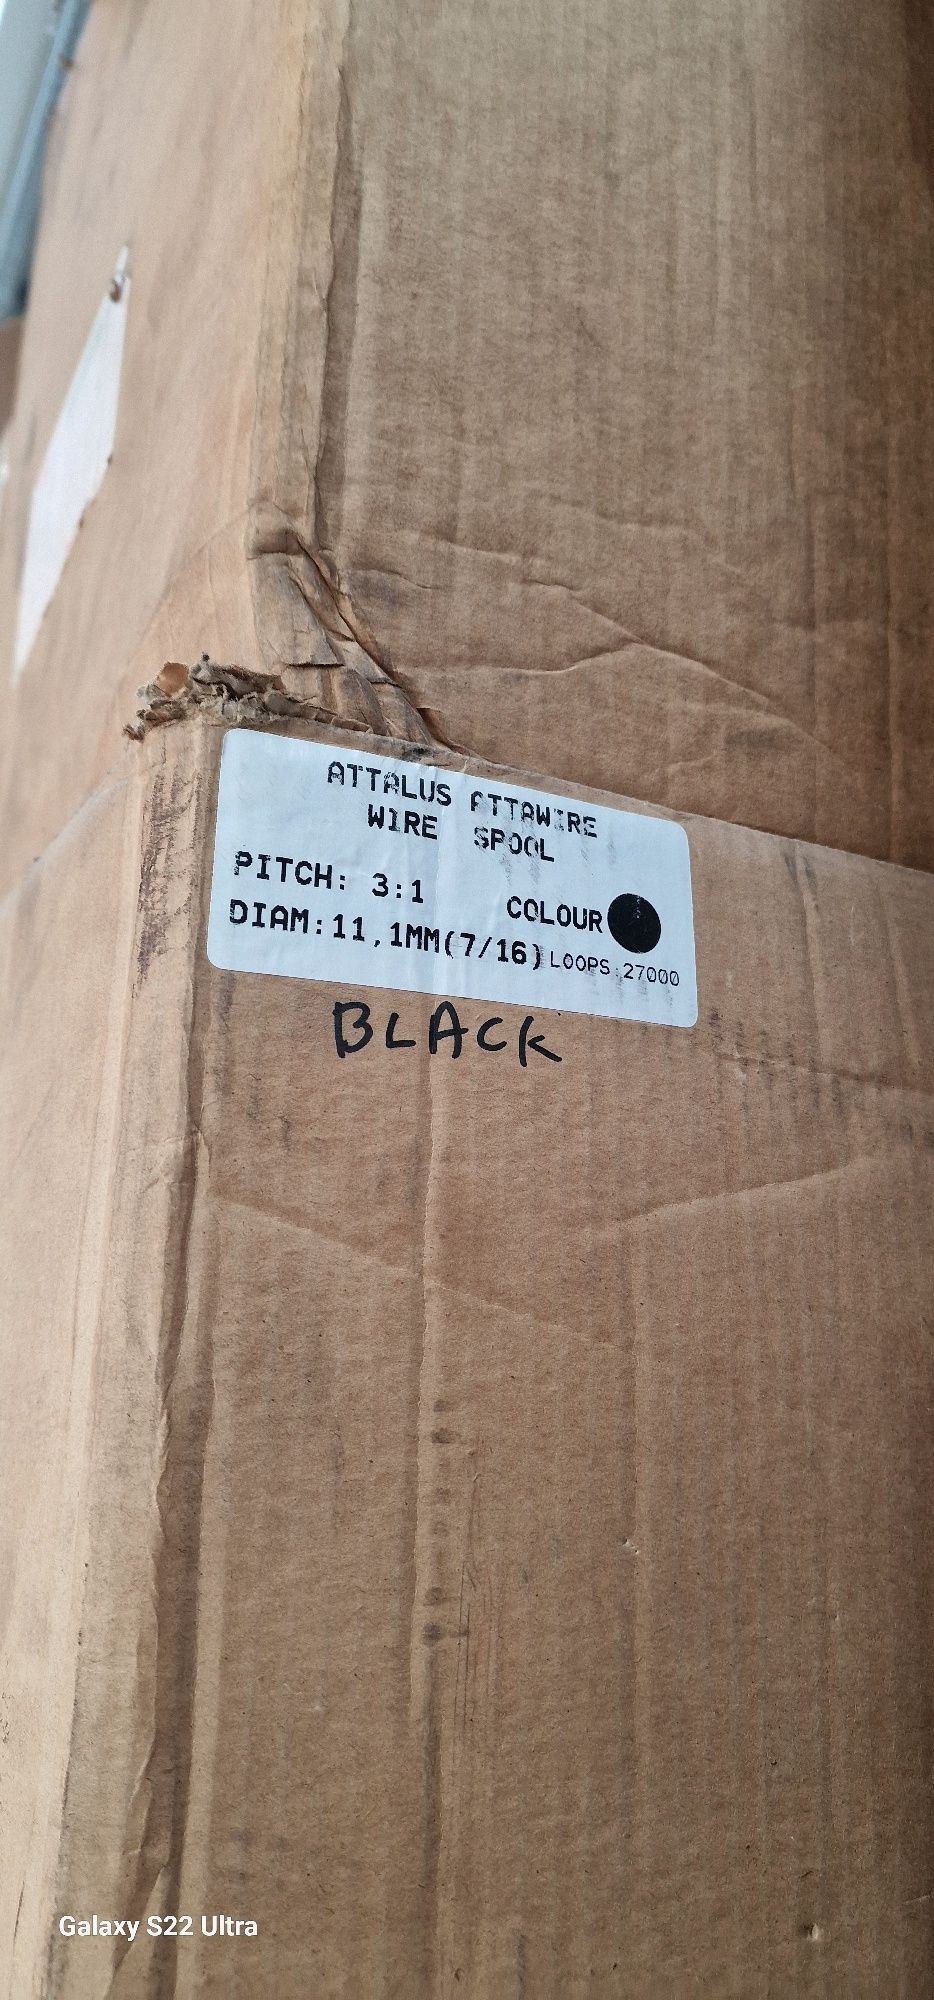 ATTALUS ATTAWIRE
WIRE SPOOL
PITCH: 3:1
COLOUR
DIAM:11,1MM(7/16)
LOOPS:27000
BLACK
Galaxy S22 Ultra